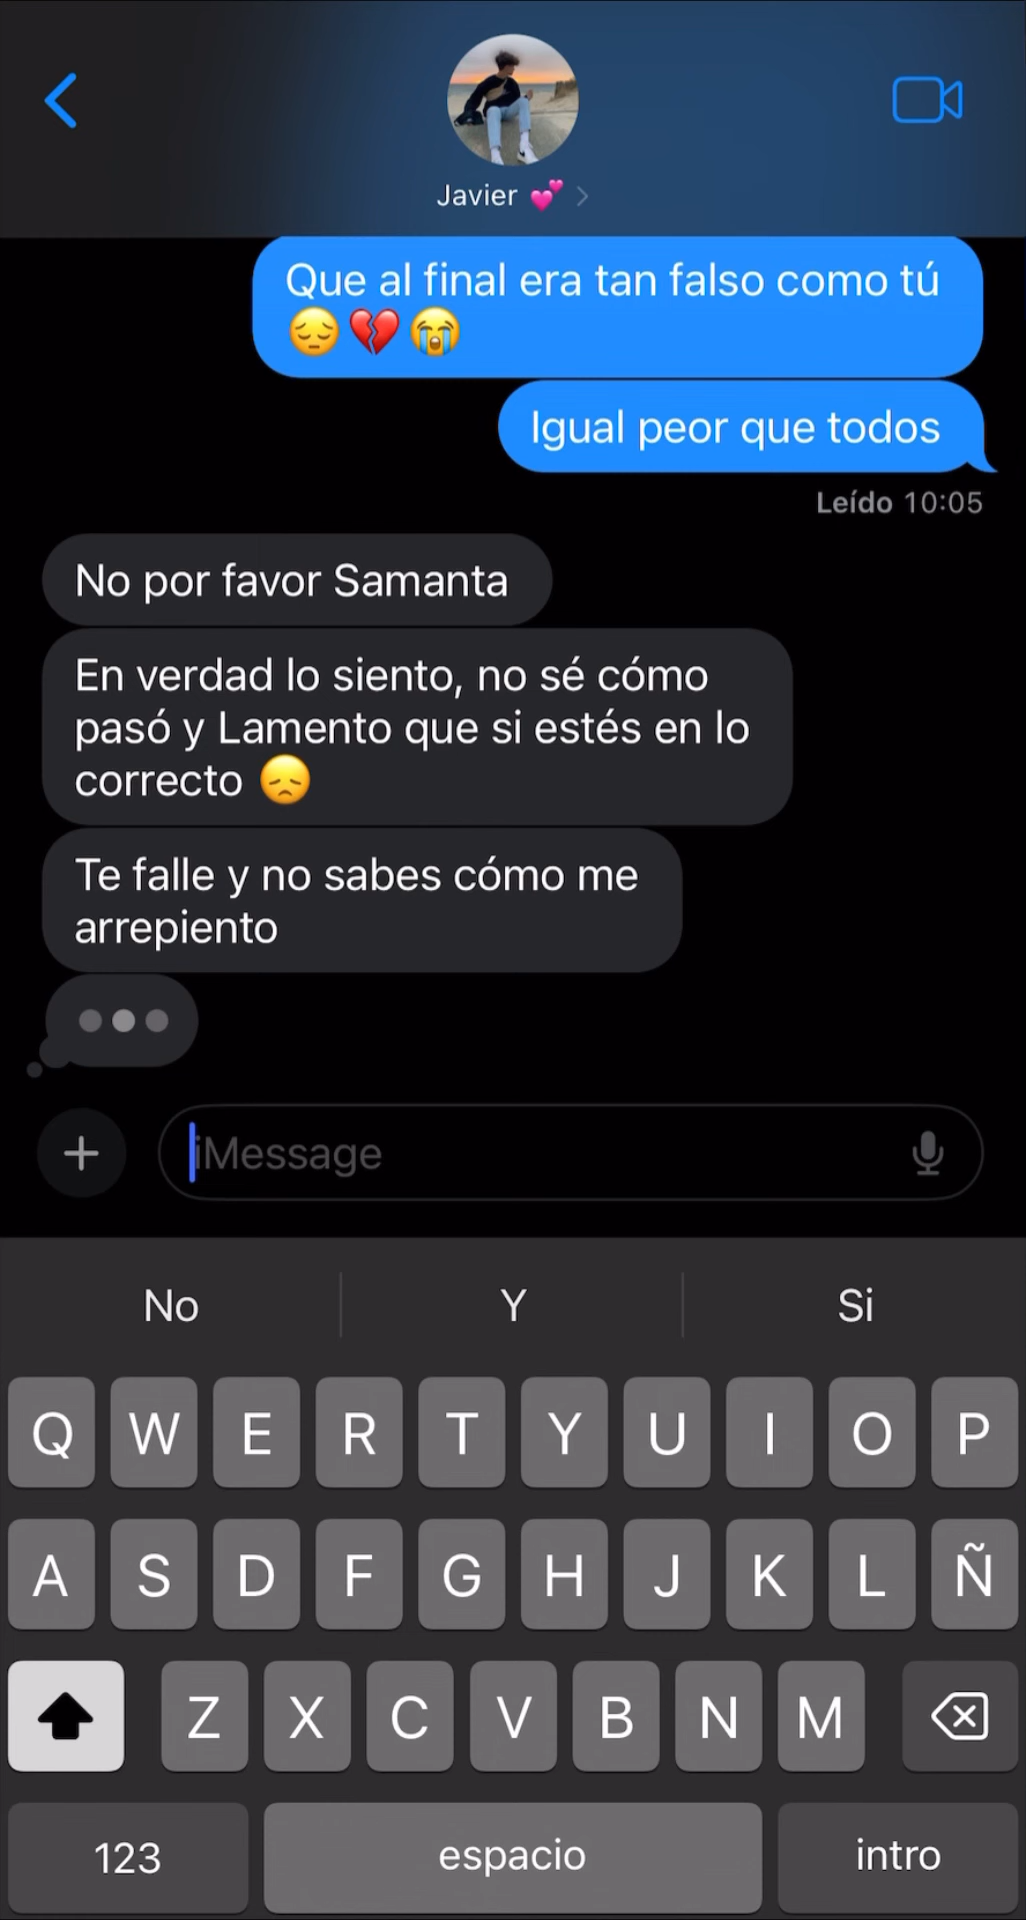 Javier 💕
Que al final era tan falso como tú
😔💔😭
Igual peor que todos
Leído 10:05
No por favor Samanta
En verdad lo siento, no sé cómo
pasó y Lamento que si estés en lo
correcto 😞
Te falle y no sabes cómo me
arrepiento
iMessage
No Y Si
Q W E R T Y U I O P
A S D F G H J K L Ñ
Z X C V B N M
123 espacio intro